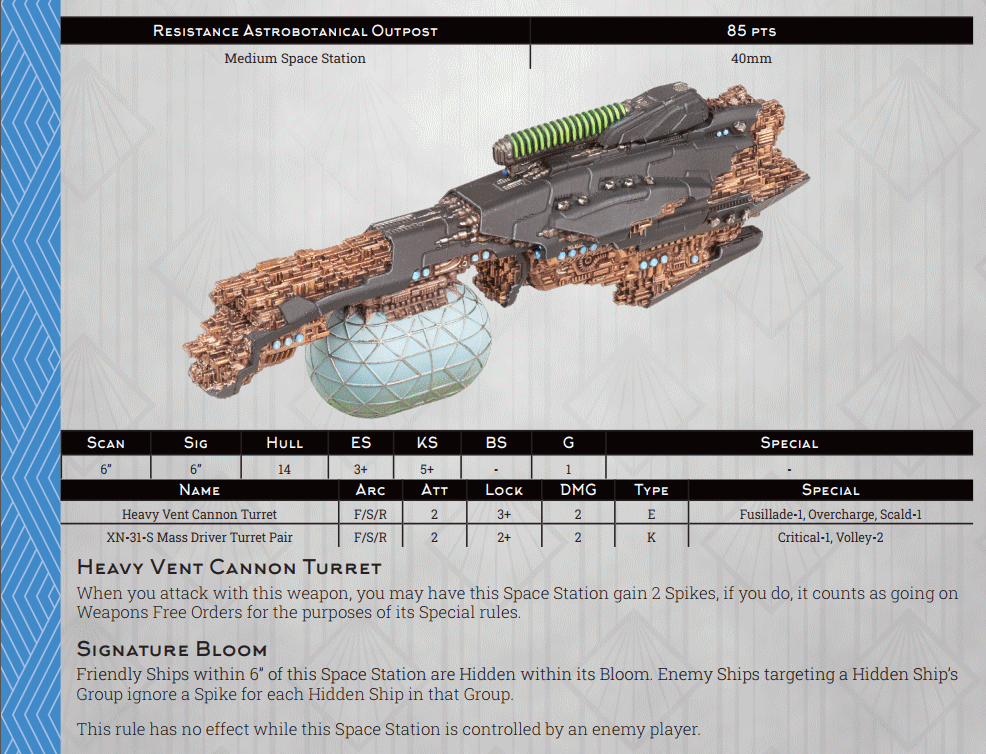 Resistance Astrobotanical Outpost 85 pts
Medium Space Station 40mm
Scan Sig Hull ES KS BS G Special
6” 6” 14 3+ 5+ - 1 -
Name Arc Att Lock DMG Type Special
Heavy Vent Cannon Turret F/S/R 2 3+ 2 E Fusillade-1, Overcharge, Scald-1
XN-31-S Mass Driver Turret Pair F/S/R 2 2+ 2 K Critical-1, Volley-2
Heavy Vent Cannon Turret
When you attack with this weapon, you may have this Space Station gain 2 Spikes, if you do, it counts as going on
Weapons Free Orders for the purposes of its Special rules.
Signature Bloom
Friendly Ships within 6” of this Space Station are Hidden within its Bloom. Enemy Ships targeting a Hidden Ship’s
Group ignore a Spike for each Hidden Ship in that Group.
This rule has no effect while this Space Station is controlled by an enemy player.